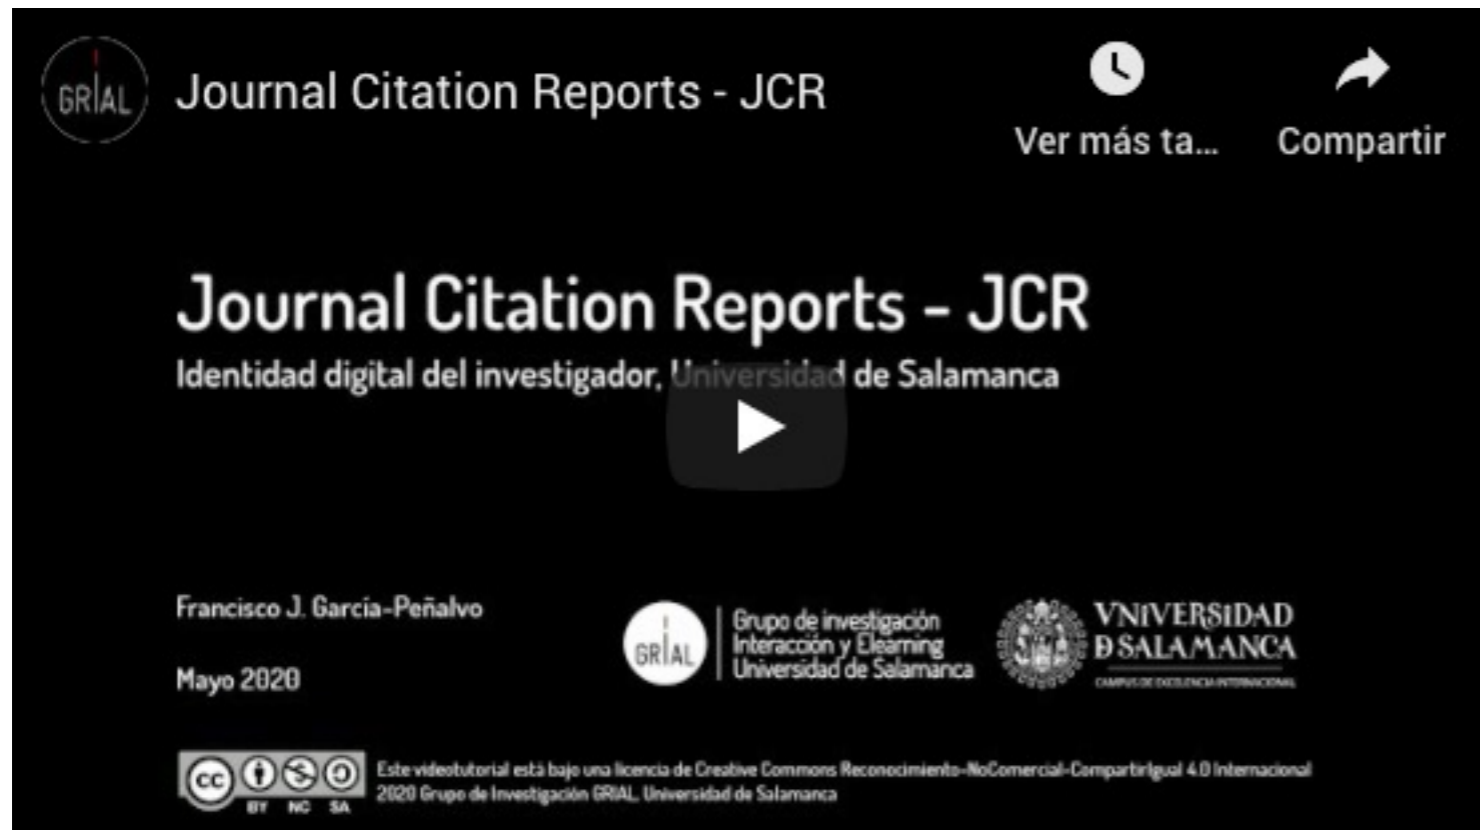 GRIAL
Journal Citation Reports - JCR
Ver más ta...
Compartir
Journal Citation Reports - JCR
Identidad digital del investigador, Universidad de Salamanca
Francisco J. García-Peñalvo
Mayo 2020
GRIAL
Grupo de investigación
Interacción y Elearning
Universidad de Salamanca
VNiVERSiDAD
Ð SALAMANCA
CAMPUS DE EXCELENCIA INTERNACIONAL
cc
BY NC SA
Este videotutorial está bajo una licencia de Creative Commons Reconocimiento-NoComercial-CompartirIgual 4.0 Internacional
2020 Grupo de Investigación GRIAL. Universidad de Salamanca